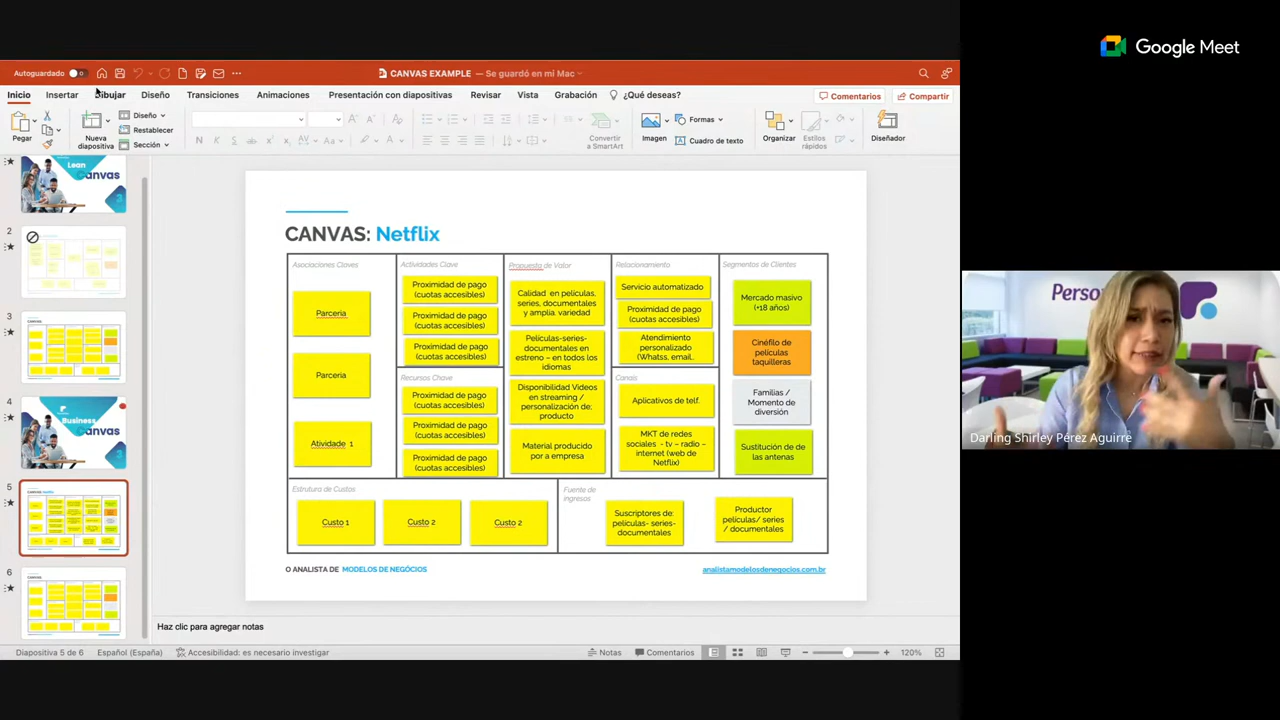 Google Meet
Autoguardado
CANVAS EXAMPLE — Se guardó en mi Mac
Inicio Insertar Dibujar Diseño Transiciones Animaciones Presentación con diapositivas Revisar Vista Grabación ¿Qué deseas? Comentarios Compartir
Pegar
Nueva
diapositiva
Diseño
Restablecer
Sección
N K S
Convertir
a SmartArt
Imagen
Formas
Cuadro de texto
Organizar
Estilos
rápidos
Diseñador
Lean
Canvas
3
2
3
4
Business
Canvas
3
5
6
CANVAS: Netflix
Asociaciones Claves
Parceria
Parceria
Atividade 1
Actividades Clave
Proximidad de pago
(cuotas accesibles)
Proximidad de pago
(cuotas accesibles)
Proximidad de pago
(cuotas accesibles)
Recursos Chave
Proximidad de pago
(cuotas accesibles)
Proximidad de pago
(cuotas accesibles)
Proximidad de pago
(cuotas accesibles)
Propuesta de Valor
Calidad en películas,
series, documentales
y amplia variedad
Películas-series-
documentales en
estreno – en todos los
idiomas
Disponibilidad Videos
en streaming /
personalización de;
producto
Material producido
por a empresa
Relacionamiento
Servicio automatizado
Proximidad de pago
(cuotas accesibles)
Atendimiento
personalizado
(Whatss, email..
Canais
Aplicativos de telf.
MKT de redes
sociales - tv – radio –
internet (web de
Netflix)
Segmentos de Clientes
Mercado masivo
(+18 años)
Cinéfilo de
películas
taquilleras
Familias /
Momento de
diversión
Sustitución de de
las antenas
Estrutura de Custos
Custo 1
Custo 2
Custo 2
Fuente de
ingresos
Suscriptores de:
películas- series-
documentales
Productor
películas/ series
/ documentales
O ANALISTA DE MODELOS DE NEGÓCIOS
analistamodelosdenegocios.com.br
Haz clic para agregar notas
Diapositiva 5 de 6 Español (España) Accesibilidad: es necesario investigar Notas Comentarios 120%
Person
Darling Shirley Pérez Aguirre